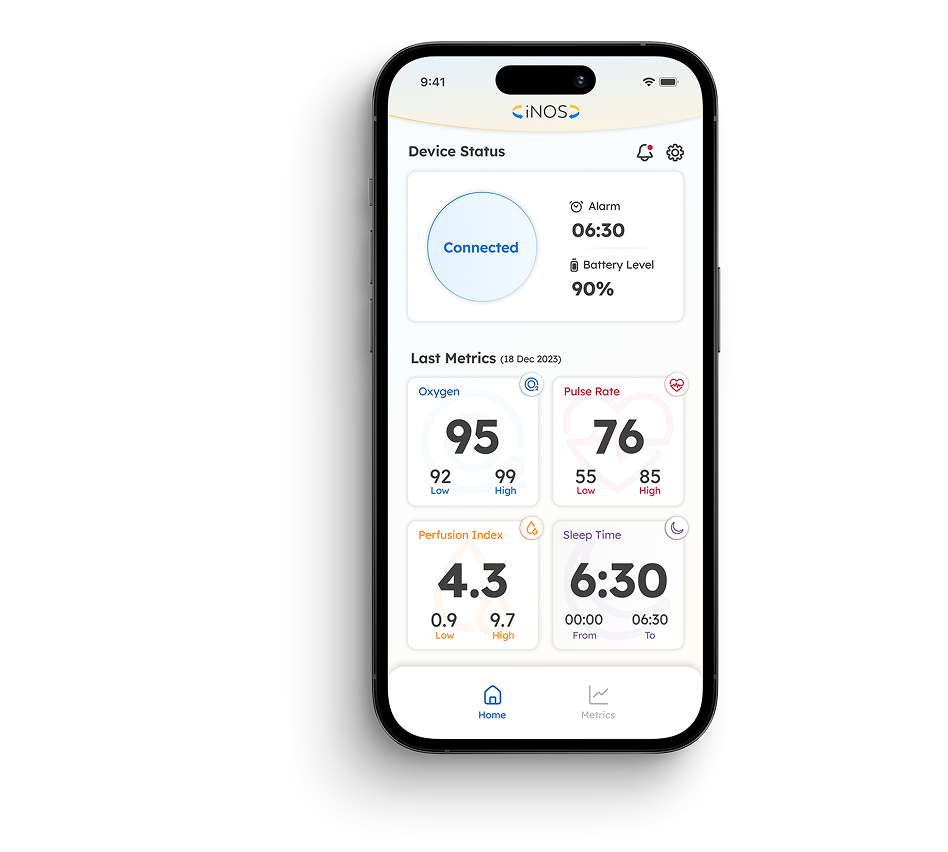 9:41
iNOS
Device Status
Connected
Alarm
06:30
Battery Level
90%
Last Metrics (18 Dec 2023)
Oxygen
95
92 99
Low High
Pulse Rate
76
55 85
Low High
Perfusion Index
4.3
0.9 9.7
Low High
Sleep Time
6:30
00:00 06:30
From To
Home Metrics